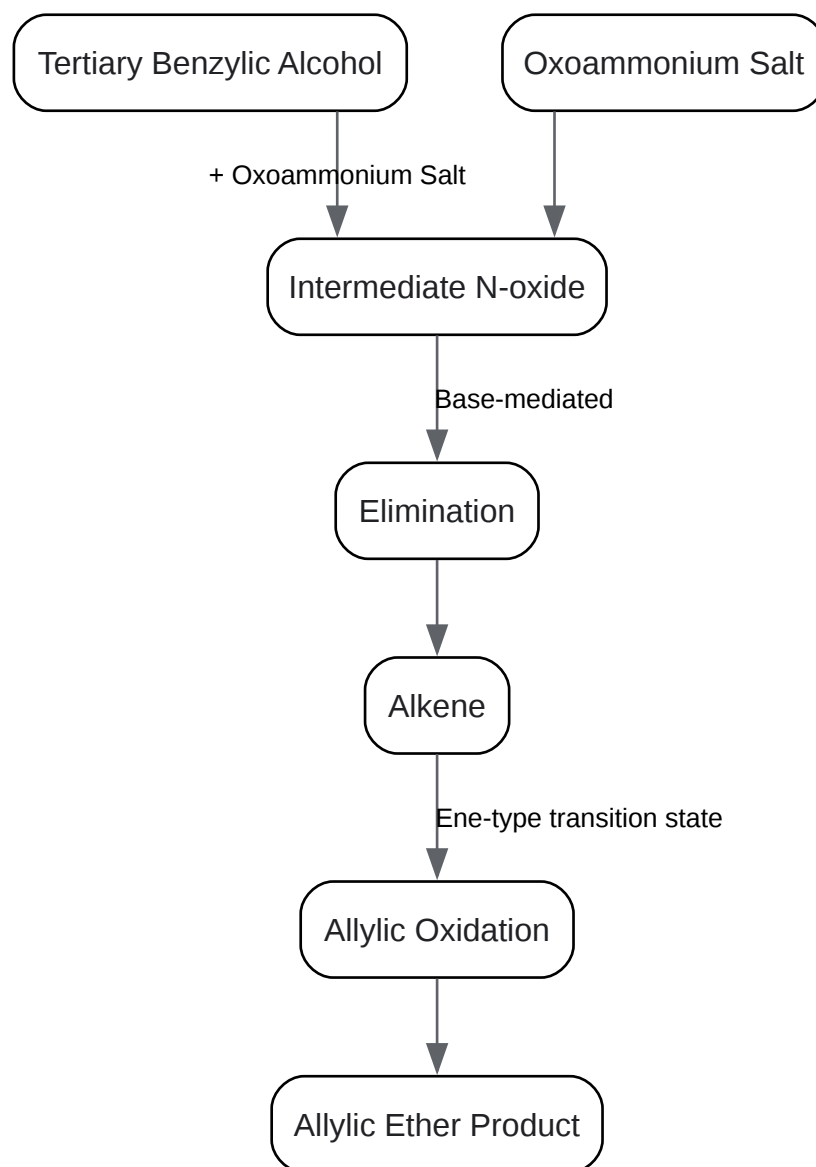 Tertiary Benzylic Alcohol
Oxoammonium Salt
+ Oxoammonium Salt
Intermediate N-oxide
Base-mediated
Elimination
Alkene
Ene-type transition state
Allylic Oxidation
Allylic Ether Product